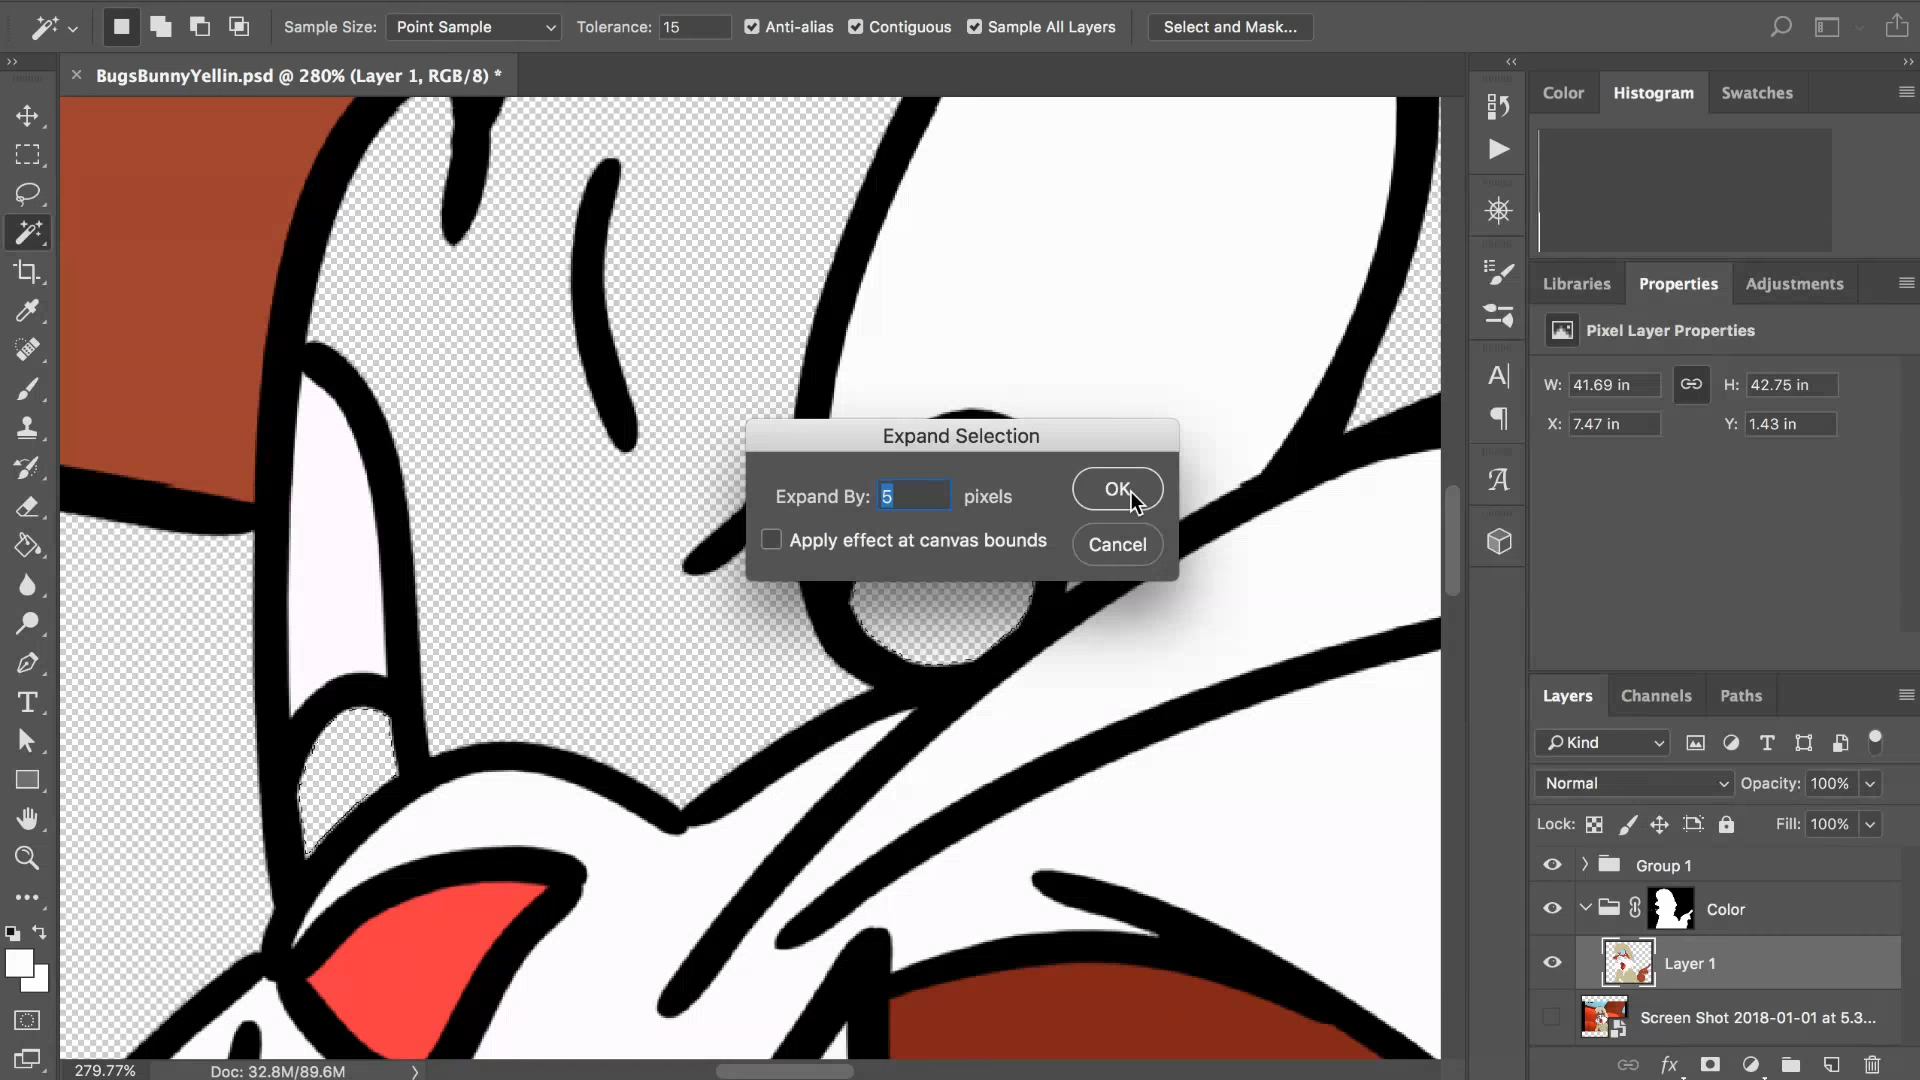 Sample Size: Point Sample Tolerance: 15 Anti-alias Contiguous Sample All Layers Select and Mask...
BugsBunnyYellin.psd @ 280% (Layer 1, RGB/8) *
Color Histogram Swatches
Libraries Properties Adjustments
Pixel Layer Properties
W: 41.69 in H: 42.75 in
X: 7.47 in Y: 1.43 in
Expand Selection
Expand By: 5 pixels OK
Apply effect at canvas bounds Cancel
Layers Channels Paths
Kind
Normal Opacity: 100%
Lock: Fill: 100%
Group 1
Color
Layer 1
Screen Shot 2018-01-01 at 5.3...
279.77% Doc: 32.8M/89.6M